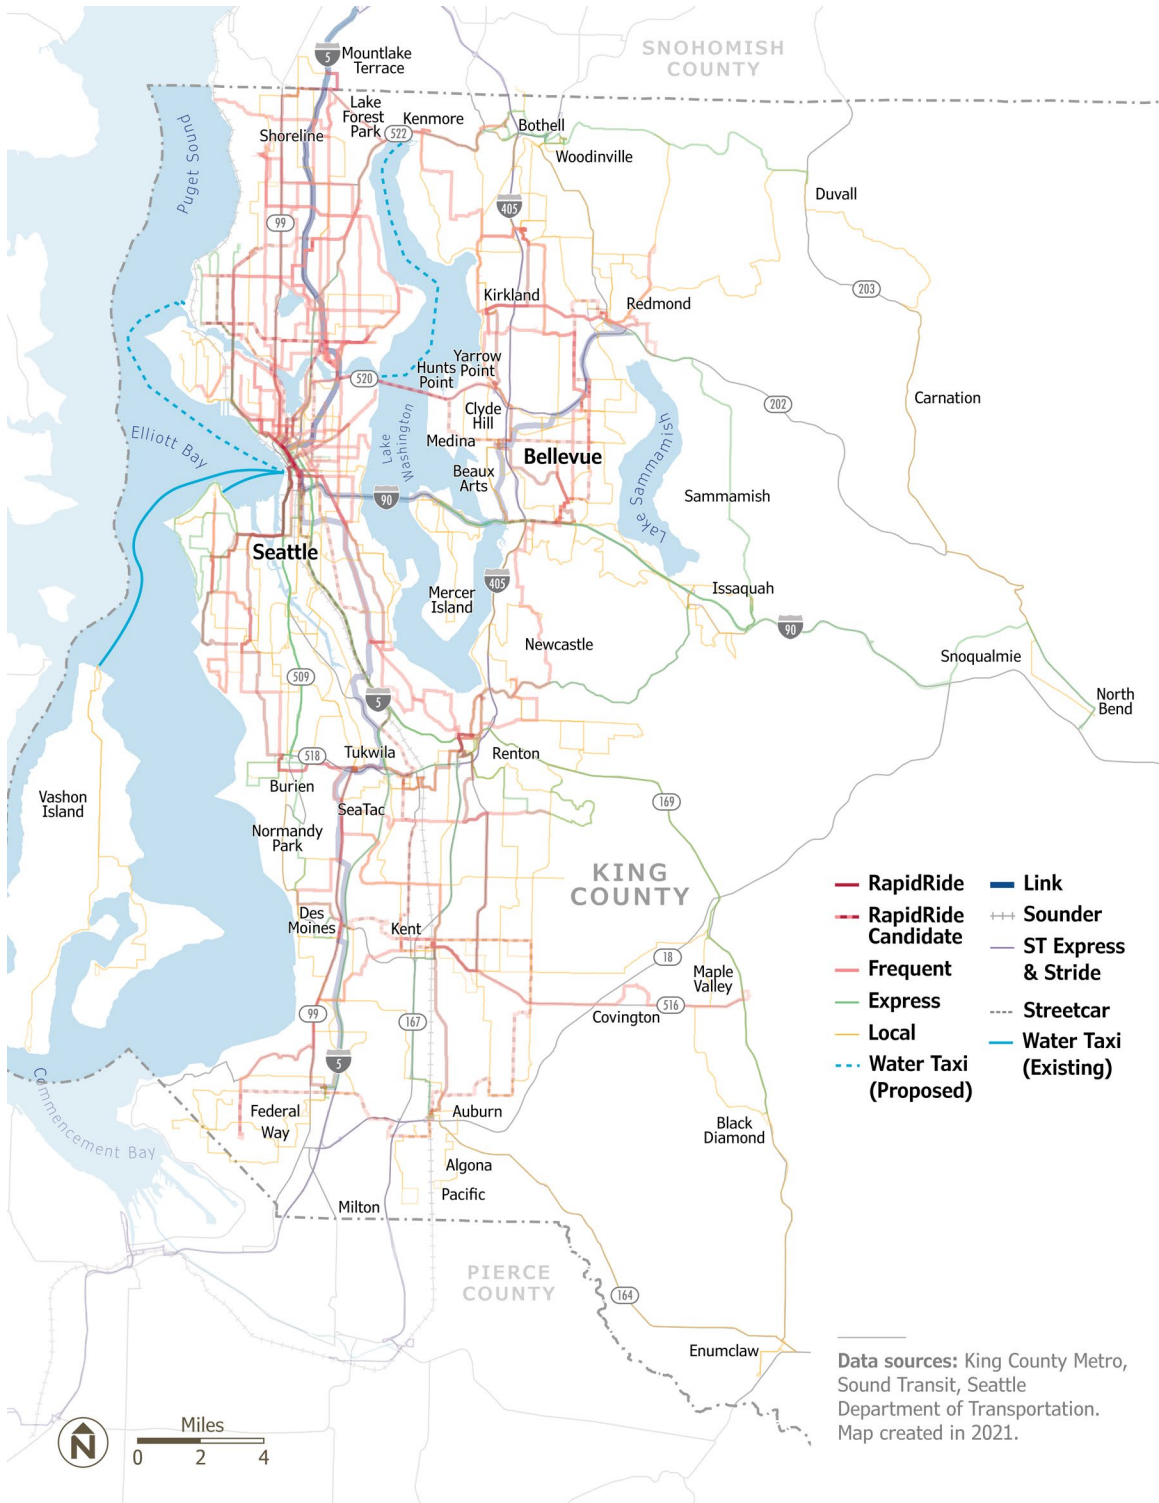 SNOHOMISH
COUNTY
5
Mountlake
Terrace
Lake
Forest
Park
522
Kenmore
Shoreline
Bothell
Woodinville
Puget Sound
Duvall
405
99
203
Kirkland
Redmond
Yarrow
Point
Hunts
Point
520
Carnation
202
Clyde
Hill
Medina
Elliott Bay
Lake
Washington
Bellevue
Beaux
Arts
Lake Sammamish
90
Sammamish
Seattle
405
Mercer
Island
Issaquah
90
Newcastle
Snoqualmie
509
5
North
Bend
518
Tukwila
Renton
Burien
Vashon
Island
SeaTac
169
Normandy
Park
KING
COUNTY
Des
Moines
Kent
18
Maple
Valley
99
167
516
Covington
5
Commencement Bay
Federal
Way
Auburn
Black
Diamond
Algona
Pacific
Milton
PIERCE
COUNTY
164
Enumclaw
RapidRide
RapidRide
Candidate
Frequent
Express
Local
Water Taxi
(Proposed)
Link
Sounder
ST Express
& Stride
Streetcar
Water Taxi
(Existing)
Data sources: King County Metro,
Sound Transit, Seattle
Department of Transportation.
Map created in 2021.
N
Miles
0 2 4